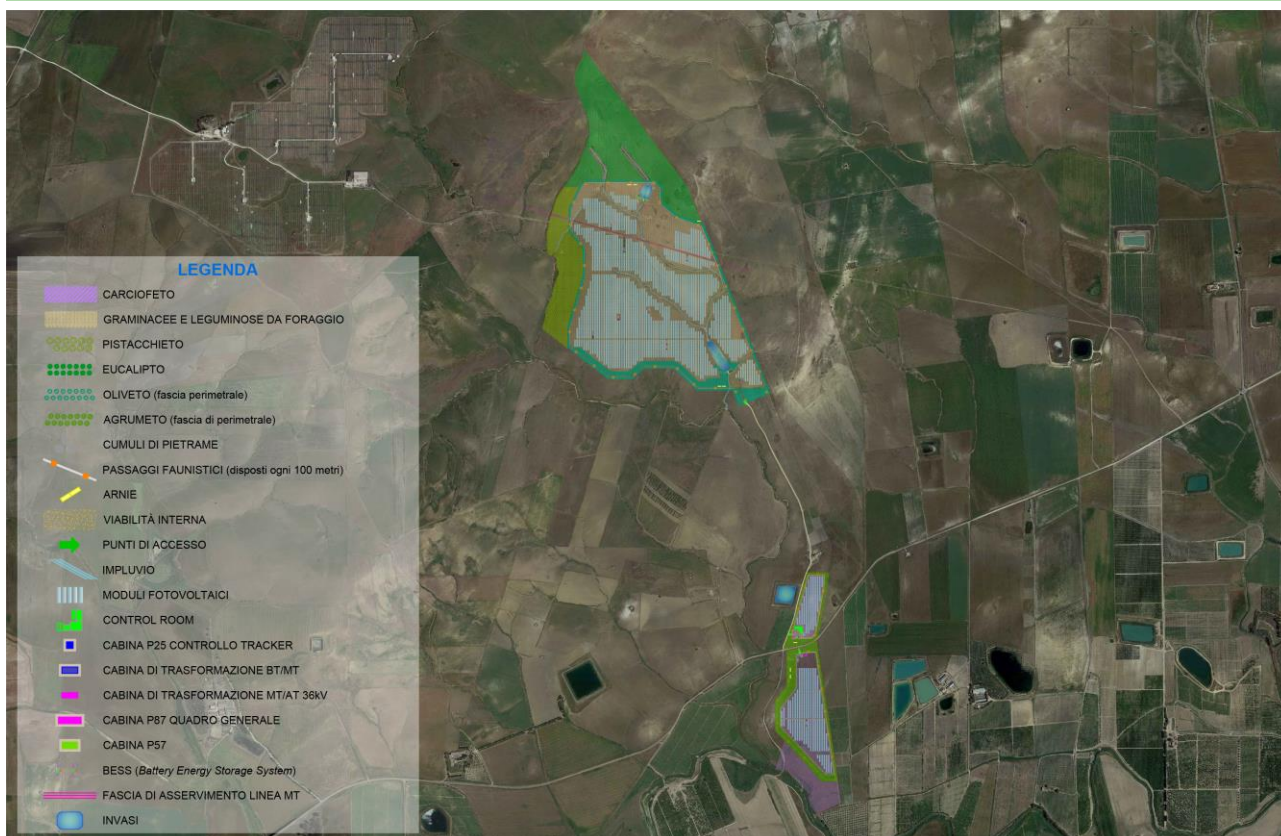 LEGENDA
CARCIOFETO
GRAMINACEE E LEGUMINOSE DA FORAGGIO
PISTACCHIETO
EUCALIPTO
OLIVETO (fascia perimetrale)
AGRUMETO (fascia di perimetrale)
CUMULI DI PIETRAME
PASSAGGI FAUNISTICI (disposti ogni 100 metri)
ARNIE
VIABILITÀ INTERNA
PUNTI DI ACCESSO
IMPLUVIO
MODULI FOTOVOLTAICI
CONTROL ROOM
CABINA P25 CONTROLLO TRACKER
CABINA DI TRASFORMAZIONE BT/MT
CABINA DI TRASFORMAZIONE MT/AT 36kV
CABINA P87 QUADRO GENERALE
CABINA P57
BESS (Battery Energy Storage System)
FASCIA DI ASSERVIMENTO LINEA MT
INVASI